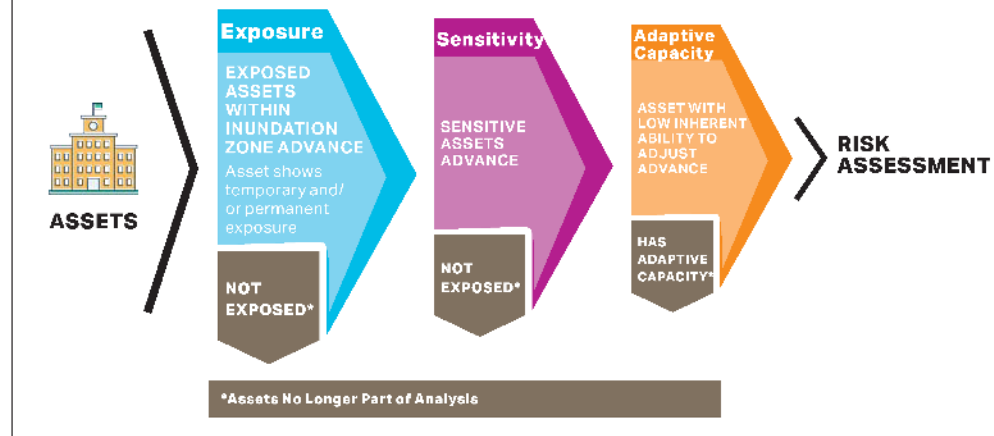 ASSETS
Exposure
EXPOSED
ASSETS
WITHIN
INUNDATION
ZONE ADVANCE
Asset shows
temporary and/
or permanent
exposure
NOT
EXPOSED*
Sensitivity
SENSITIVE
ASSETS
ADVANCE
NOT
EXPOSED*
Adaptive
Capacity
ASSET WITH
LOW INHERENT
ABILITY TO
ADJUST
ADVANCE
HAS
ADAPTIVE
CAPACITY*
RISK
ASSESSMENT
*Assets No Longer Part of Analysis